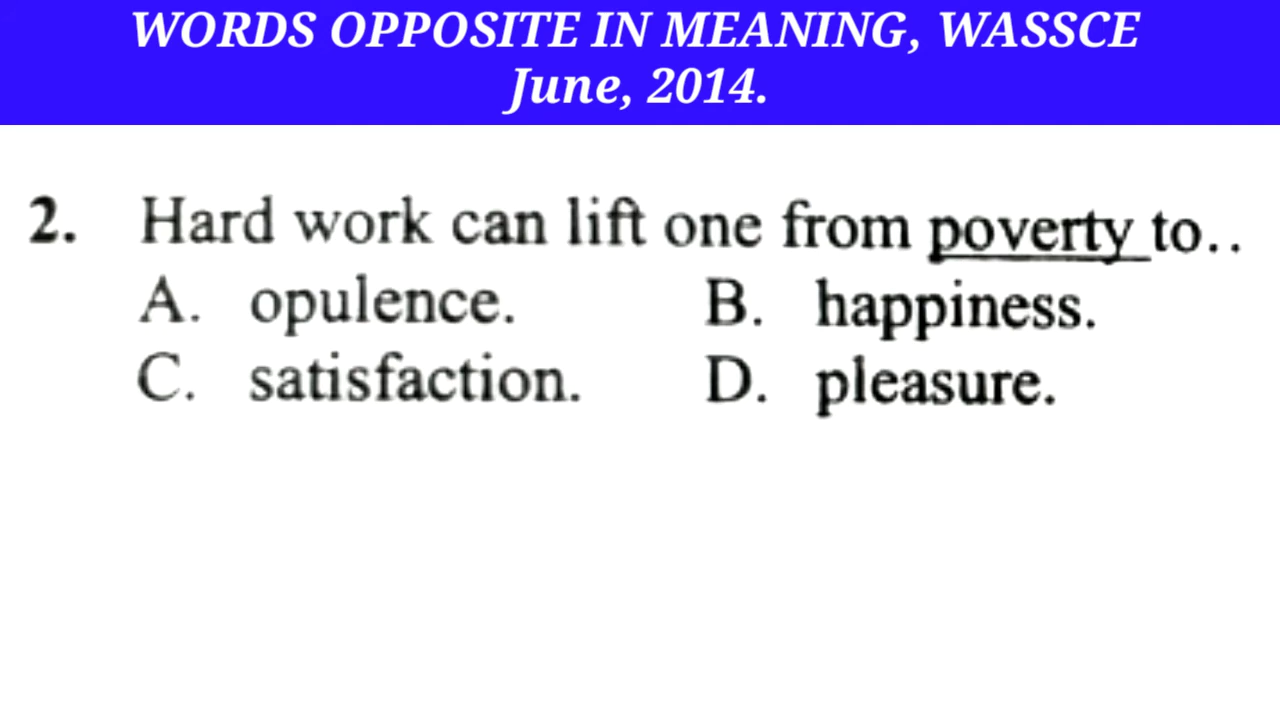 WORDS OPPOSITE IN MEANING, WASSCE
June, 2014.
2. Hard work can lift one from poverty to..
A. opulence. B. happiness.
C. satisfaction. D. pleasure.